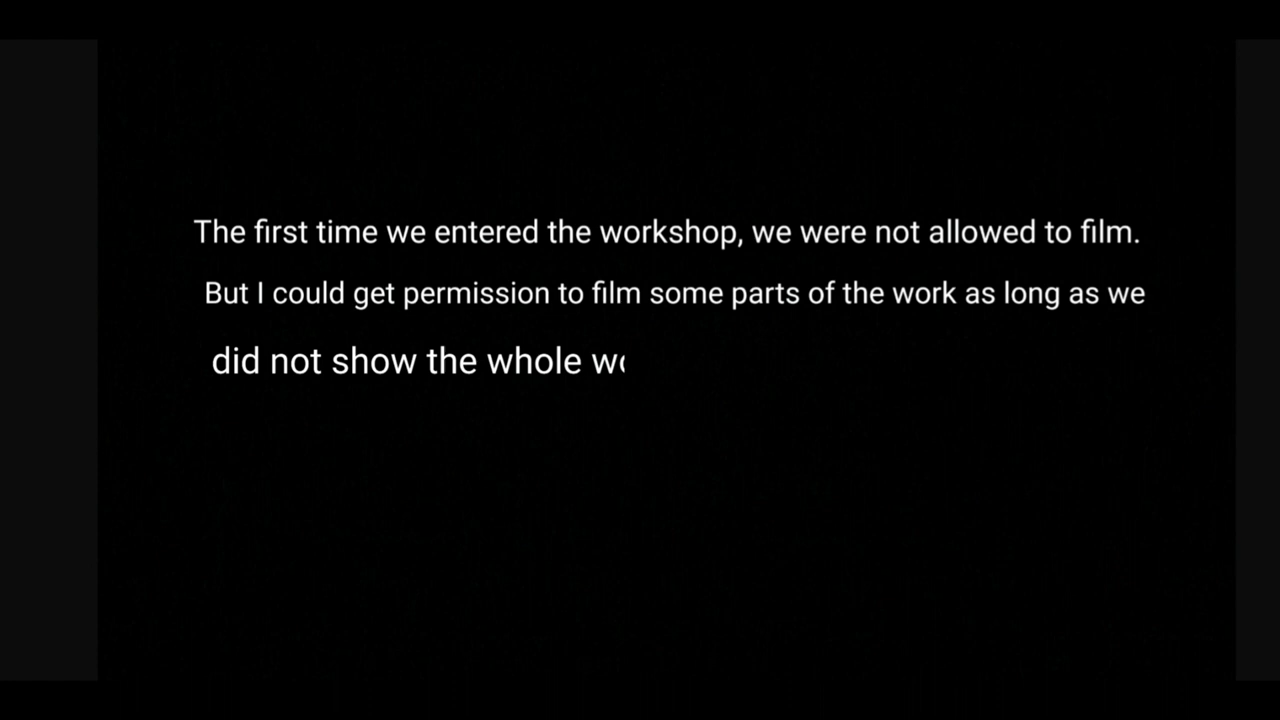 The first time we entered the workshop, we were not allowed to film.
But I could get permission to film some parts of the work as long as we
did not show the whole